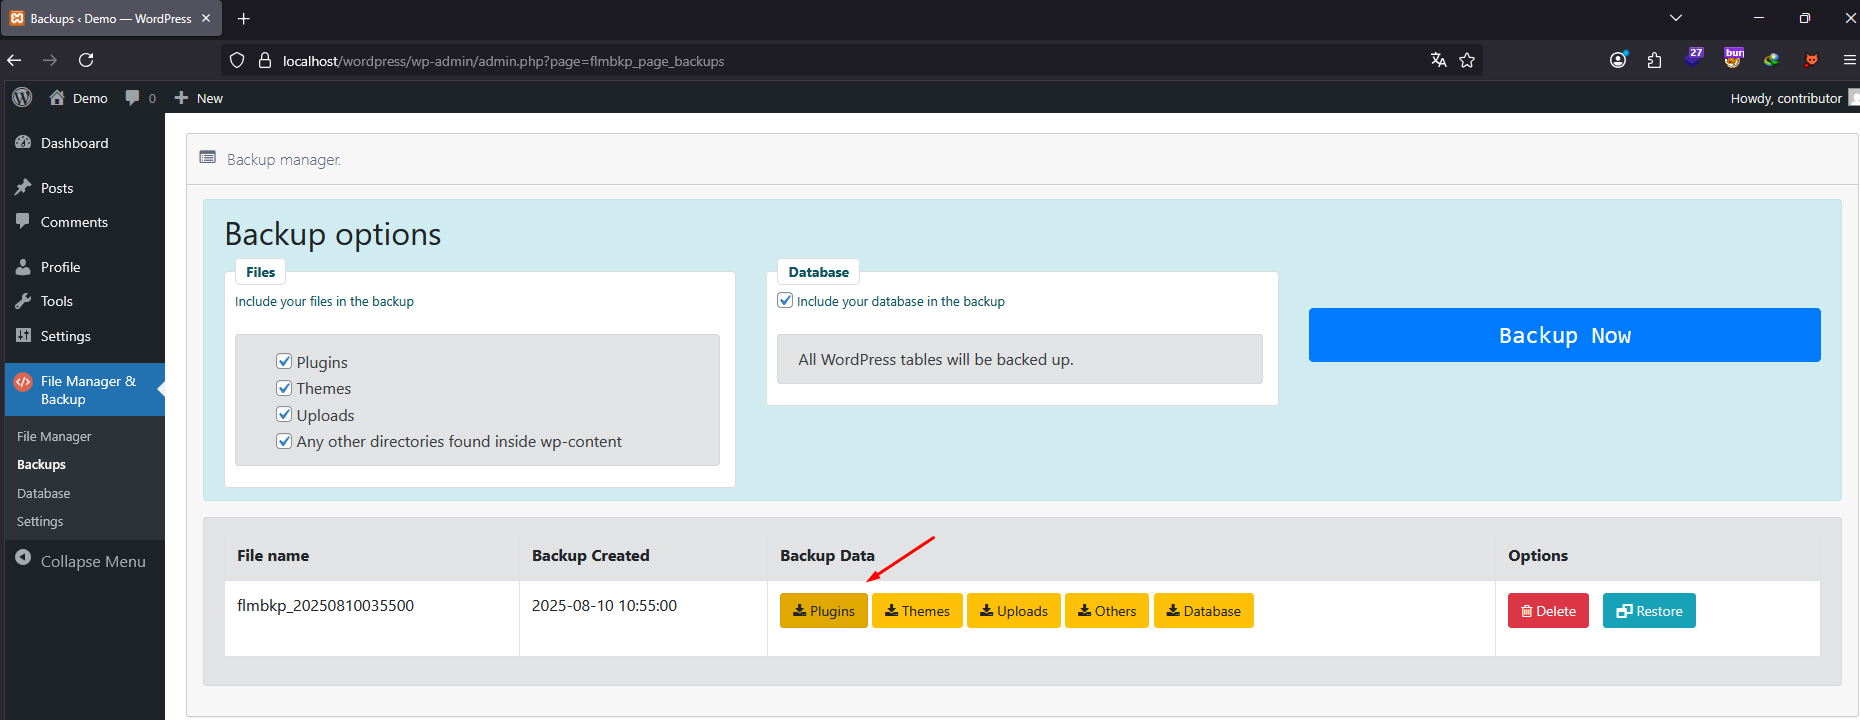 Backups ‹ Demo — WordPress
localhost/wordpress/wp-admin/admin.php?page=flmbkp_page_backups
27
bur
Demo 0 New
Howdy, contributor
Dashboard
Posts
Comments
Profile
Tools
Settings
File Manager &
Backup
File Manager
Backups
Database
Settings
Collapse Menu
Backup manager.
Backup options
Files
Include your files in the backup
Plugins
Themes
Uploads
Any other directories found inside wp-content
Database
Include your database in the backup
All WordPress tables will be backed up.
Backup Now
File name Backup Created Backup Data Options
flmbkp_20250810035500 2025-08-10 10:55:00 Plugins Themes Uploads Others Database Delete Restore